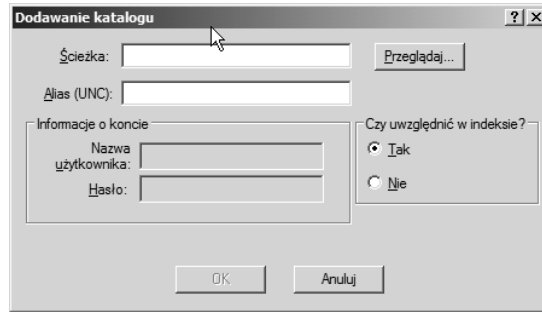 Dodawanie katalogu
Ścieżka:
Przeglądaj...
Alias (UNC):
Informacje o koncie
Nazwa
użytkownika:
Hasło:
Czy uwzględnić w indeksie?
Tak
Nie
OK
Anuluj